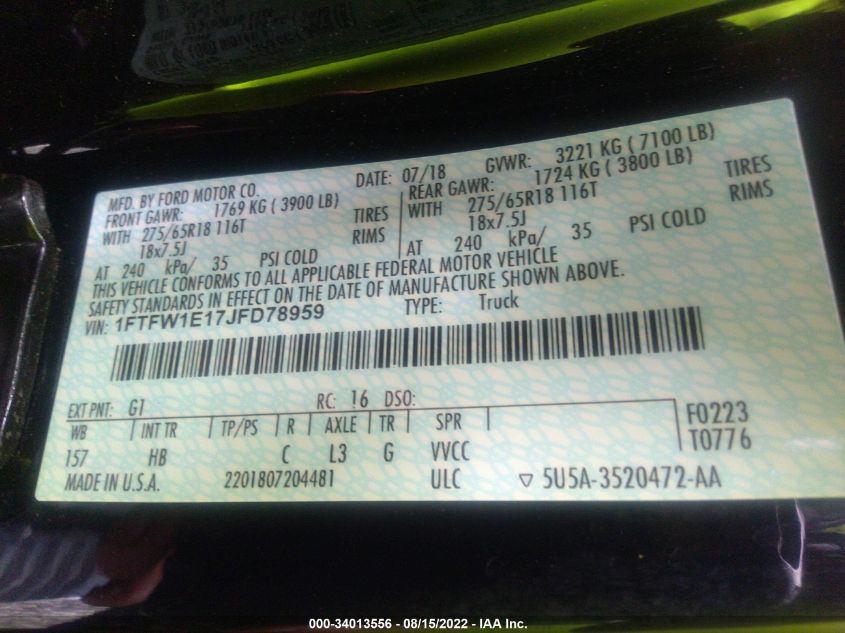 MFD. BY FORD MOTOR CO. DATE: 07/18 GVWR: 3221 KG ( 7100 LB)
FRONT GAWR: 1769 KG ( 3900 LB) REAR GAWR: 1724 KG ( 3800 LB)
WITH 275/65R18 116T TIRES WITH 275/65R18 116T TIRES
18x7.5J RIMS 18x7.5J RIMS
AT 240 kPa/ 35 PSI COLD AT 240 kPa/ 35 PSI COLD
THIS VEHICLE CONFORMS TO ALL APPLICABLE FEDERAL MOTOR VEHICLE
SAFETY STANDARDS IN EFFECT ON THE DATE OF MANUFACTURE SHOWN ABOVE.
VIN: 1FTFW1E17JFD78959 TYPE: Truck
EXT PNT: G1 RC: 16 DSO:
WB INT TR TP/PS R AXLE TR SPR F0223
T0776
157 HB C L3 G VVCC
MADE IN U.S.A. 2201807204481 ULC ▽ 5U5A-3520472-AA
000-34013556 - 08/15/2022 - IAA Inc.